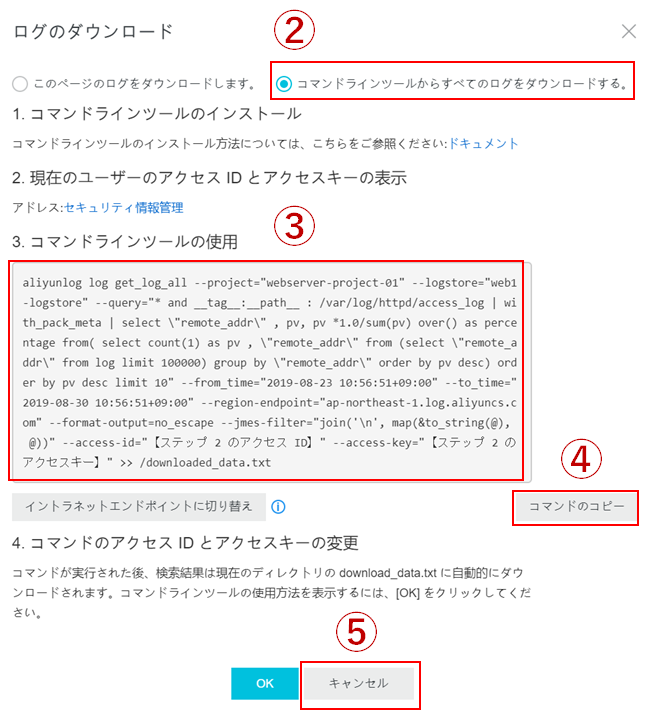 ログのダウンロード
②
このページのログをダウンロードします。
コマンドラインツールからすべてのログをダウンロードする。
1. コマンドラインツールのインストール
コマンドラインツールのインストール方法については、こちらをご参照ください:ドキュメント
2. 現在のユーザーのアクセス ID とアクセスキーの表示
アドレス:セキュリティ情報管理
③
3. コマンドラインツールの使用
aliyunlog log get_log_all --project="webserver-project-01" --logstore="web1
-logstore" --query="* and __tag__:__path__ : /var/log/httpd/access_log | wi
th_pack_meta | select \"remote_addr\" , pv, pv *1.0/sum(pv) over() as perce
ntage from( select count(1) as pv , \"remote_addr\" from (select \"remote_a
ddr\" from log limit 100000) group by \"remote_addr\" order by pv desc) ord
er by pv desc limit 10" --from_time="2019-08-23 10:56:51+09:00" --to_time="
2019-08-30 10:56:51+09:00" --region-endpoint="ap-northeast-1.log.aliyuncs.c
om" --format-output=no_escape --jmes-filter="join('\n', map(&to_string(@),
@))" --access-id="【ステップ 2 のアクセス ID】" --access-key="【ステップ 2 の
アクセスキー】" >> /downloaded_data.txt
④
イントラネットエンドポイントに切り替え
コマンドのコピー
4. コマンドのアクセス ID とアクセスキーの変更
コマンドが実行された後、検索結果は現在のディレクトリの download_data.txt に自動的にダウ
ンロードされます。コマンドラインツールの使用方法を表示するには、[OK] をクリックしてくだ
さい。
⑤
OK
キャンセル